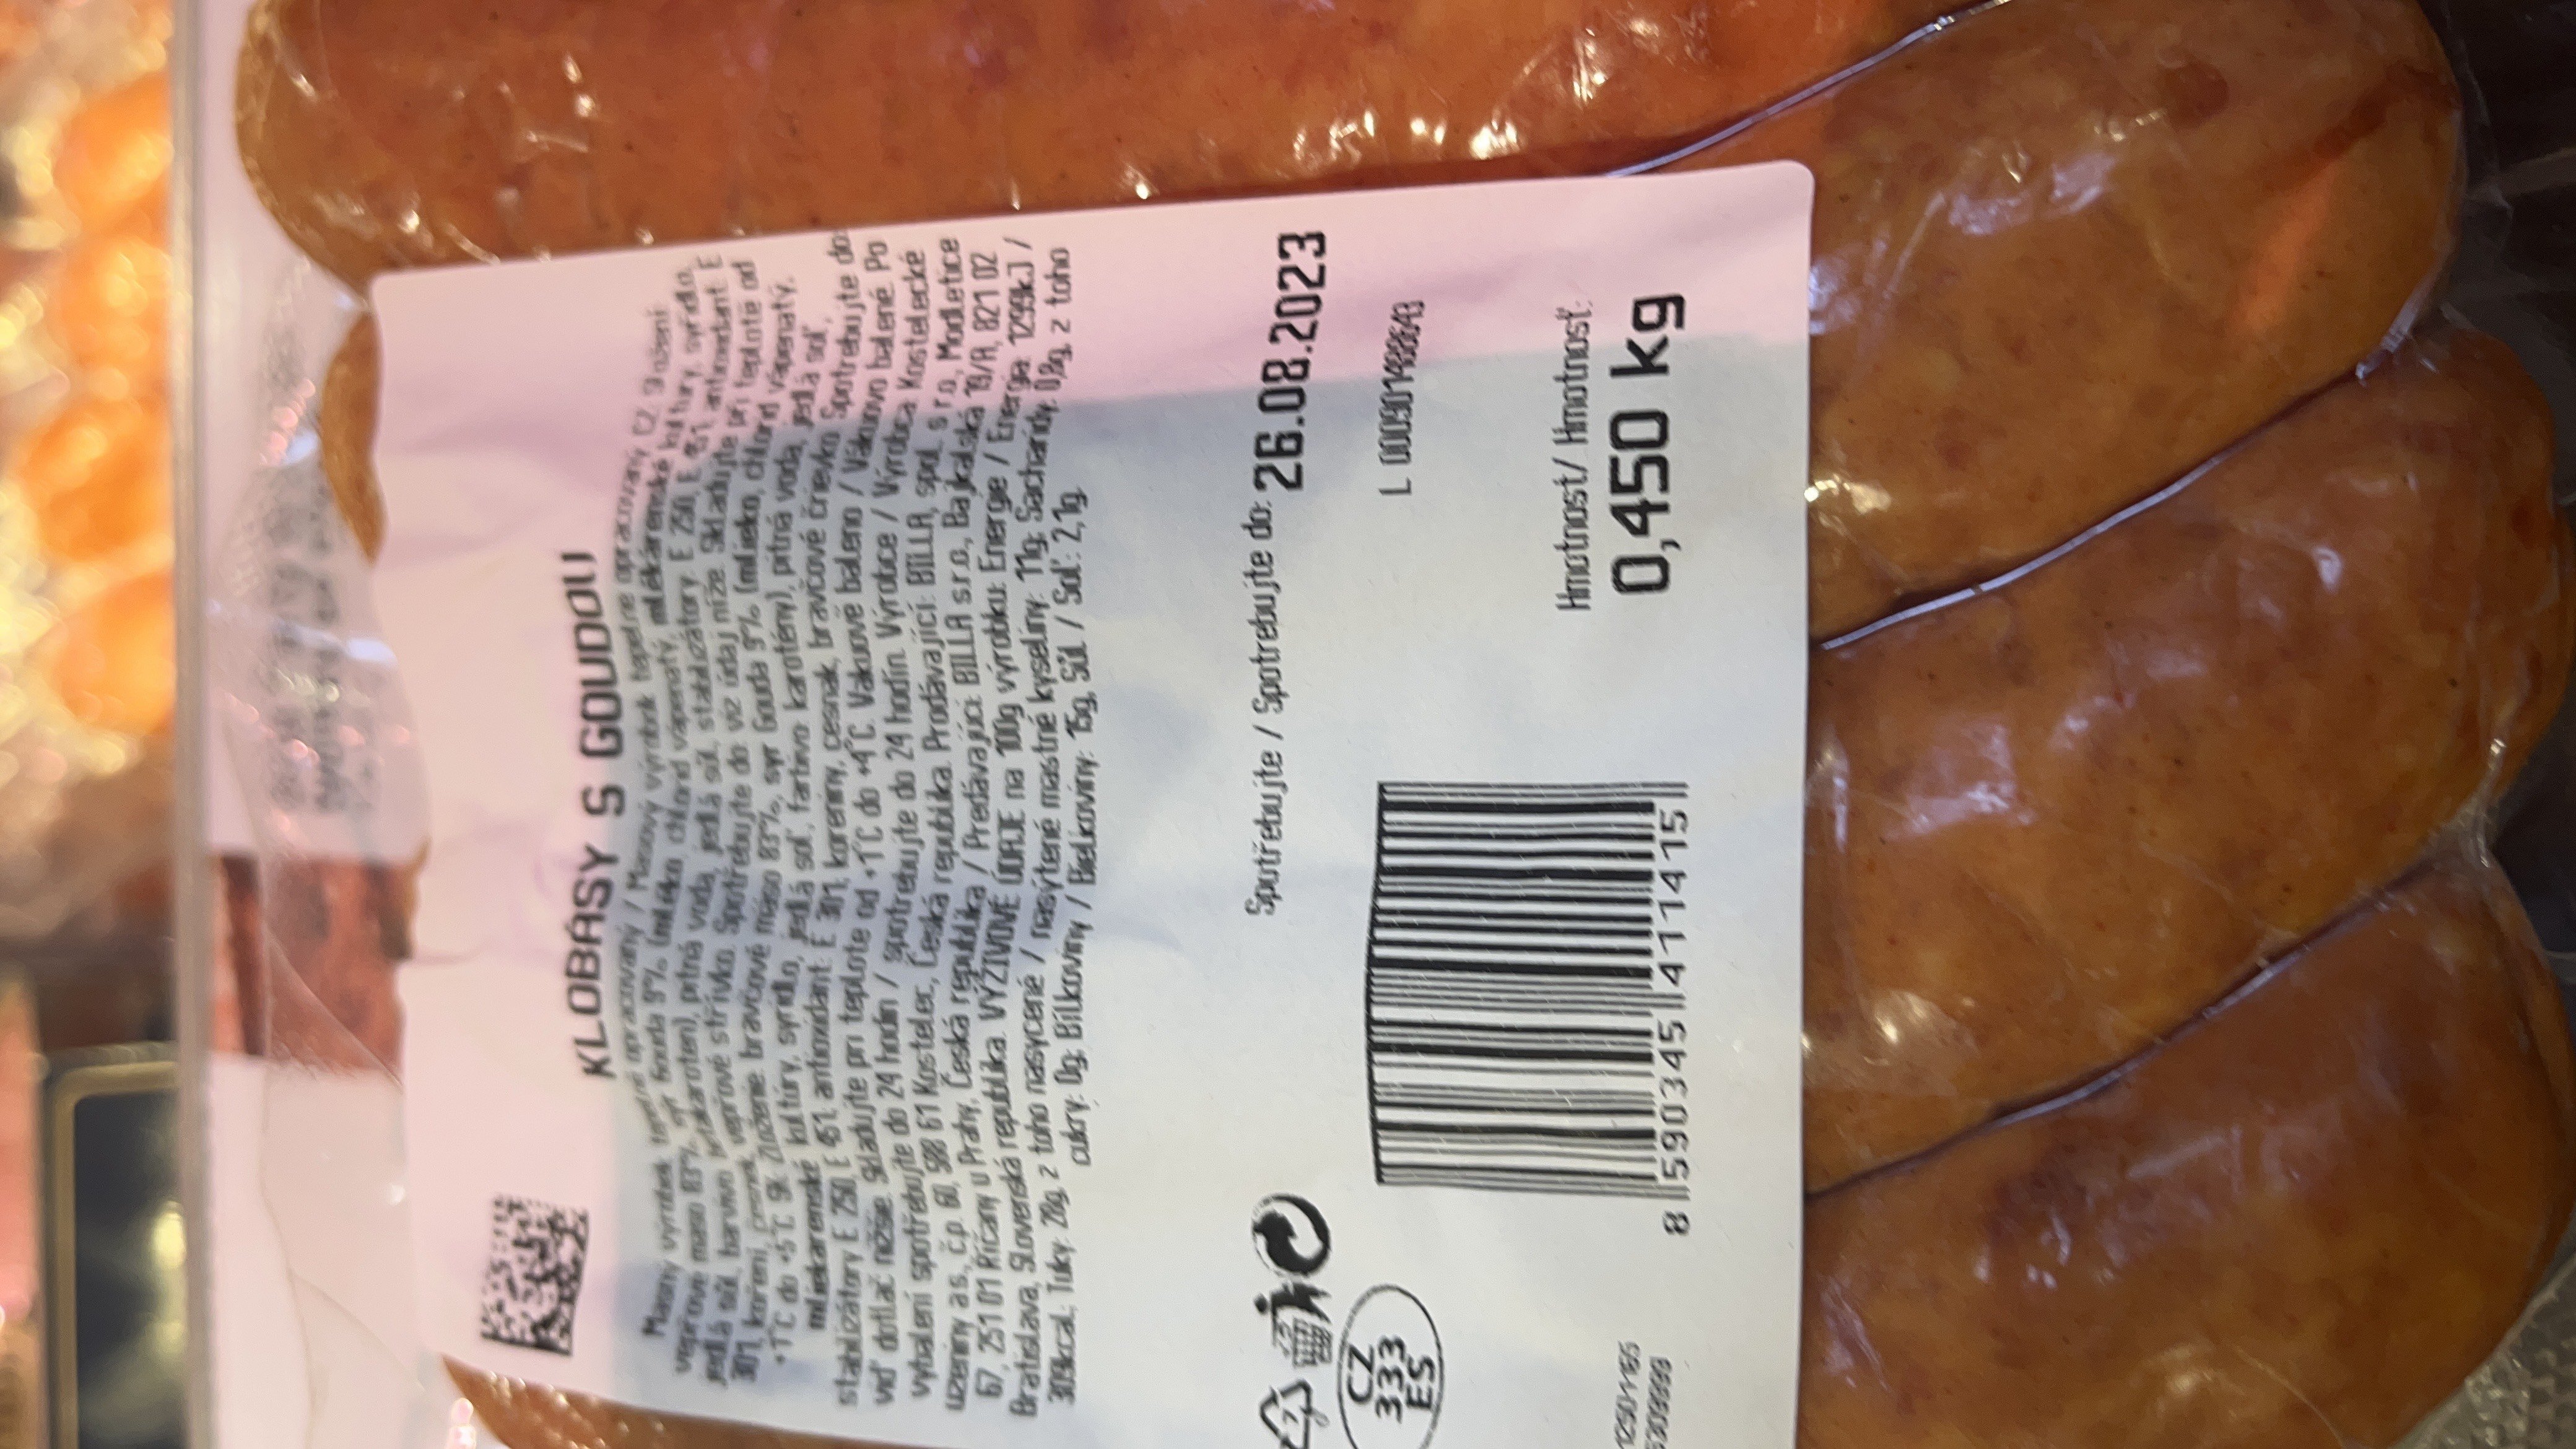 KLOBÁSY S GOUDOU
Masný výrobek tepelně opracovaný / Mäsový výrobok tepelne opracovaný. CZ Složení:
vepřové maso 83%, sýr Gouda 9% (mléko, chlorid vápenatý, mlékárenské kultury, syřidlo,
jedlá sůl, barvivo betakaroten), pitná voda, jedlá sůl, stabilizátory E 250, E 451, antioxidant E
301, koření, česnek, vepřové střívko. Spotřebujte do: viz údaj níže. Skladujte při teplotě od
+1°C do +5°C. SK Zloženie: bravčové mäso 83%, syr Gouda 9% (mlieko, chlorid vápenatý,
mliekarenské kultúry, syridlo, jedlá soľ, farbivo karotény), pitná voda, jedlá soľ,
stabilizátory E 250, E 451, antioxidant E 301, koreniny, cesnak, bravčové črievko. Spotrebujte do:
viď dotlač nižšie. Skladujte pri teplote od +1°C do +4°C. Vakuově baleno / Vákuovo balené. Po
vybalení spotřebujte do 24 hodin / spotrebujte do 24 hodín. Výrobce / Výrobca Kostelecké
uzeniny a.s., č.p. 60, 588 61 Kostelec, Česká republika. Prodávající: BILLA, spol. s r.o., Modletice
67, 251 01 Říčany u Prahy, Česká republika / Predávajúci: BILLA s.r.o., Bajkalská 19/A, 821 02
Bratislava, Slovenská republika. VÝŽIVOVÉ ÚDAJE na 100g výrobku: Energie / Energia: 1299kJ /
309kcal; Tuky: 28g, z toho nasycené / nasýtené mastné kyseliny: 11g; Sacharidy: 0,8g, z toho
cukry: 0g; Bílkoviny / Bielkoviny: 15g, Sůl / Soľ: 2,1g.
Spotřebujte / Spotrebujte do: 26.08.2023
L 000901488643
Hmotnost/ Hmotnosť:
0,450 kg
8 590345 4114115
CZ
333
ES